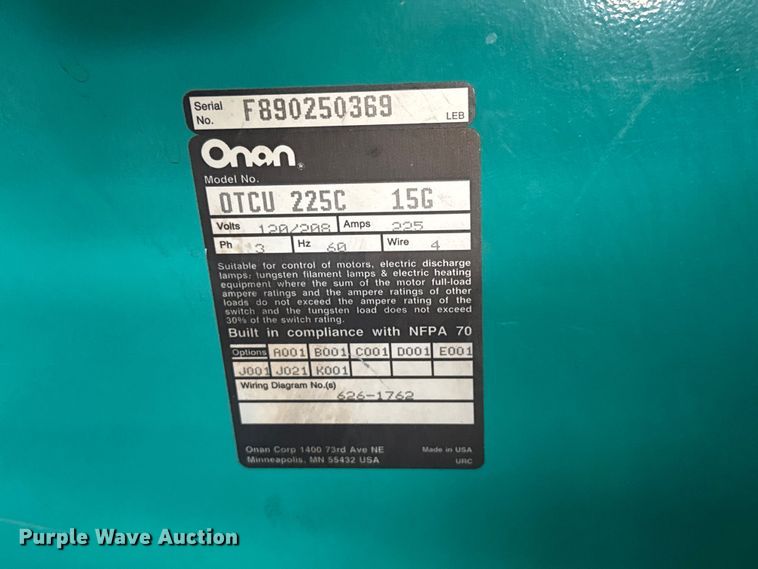 Serial No. F890250369 LEB
Onan
Model No.
OTCU 225C 15G
Volts 120/208 Amps 225
Ph 3 Hz 60 Wire 4
Suitable for control of motors, electric discharge
lamps, tungsten filament lamps & electric heating
equipment where the sum of the motor full-load
ampere ratings and the ampere ratings of other
loads do not exceed the ampere rating of the
switch and the tungsten load does not exceed
30% of the switch rating.
Built in compliance with NFPA 70
Options A001 B001 C001 D001 E001
J001 J021 K001
Wiring Diagram No.(s)
626-1762
Onan Corp 1400 73rd Ave NE Made in USA
Minneapolis, MN 55432 USA URC
Purple Wave Auction Purple Wave Auction